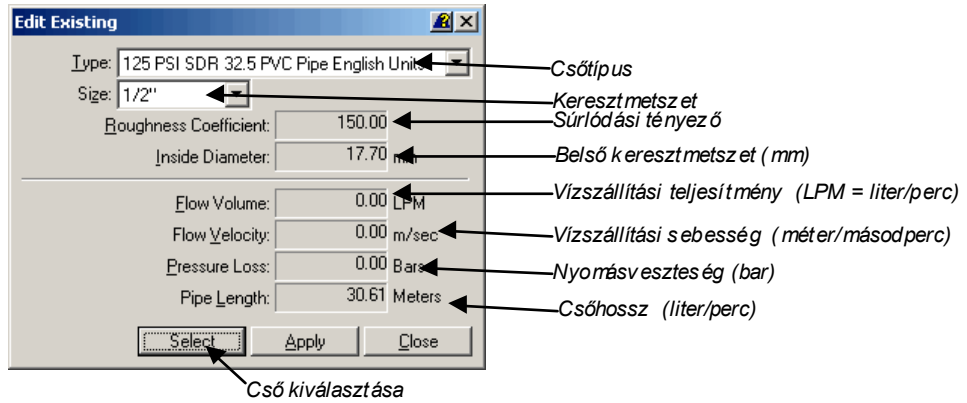 Edit Existing
Type: 125 PSI SDR 32.5 PVC Pipe English Units
Csőtípus
Size: 1/2"
Keresztmetszet
Roughness Coefficient: 150.00
Súrlódási tényező
Inside Diameter: 17.70 mm
Belső keresztmetszet (mm)
Flow Volume: 0.00 LPM
Vízszállítási teljesítmény (LPM = liter/perc)
Flow Velocity: 0.00 m/sec
Vízszállítási sebesség (méter/másodperc)
Pressure Loss: 0.00 Bars
Nyomásveszteség (bar)
Pipe Length: 30.61 Meters
Csőhossz (liter/perc)
Select Apply Close
Cső kiválasztása